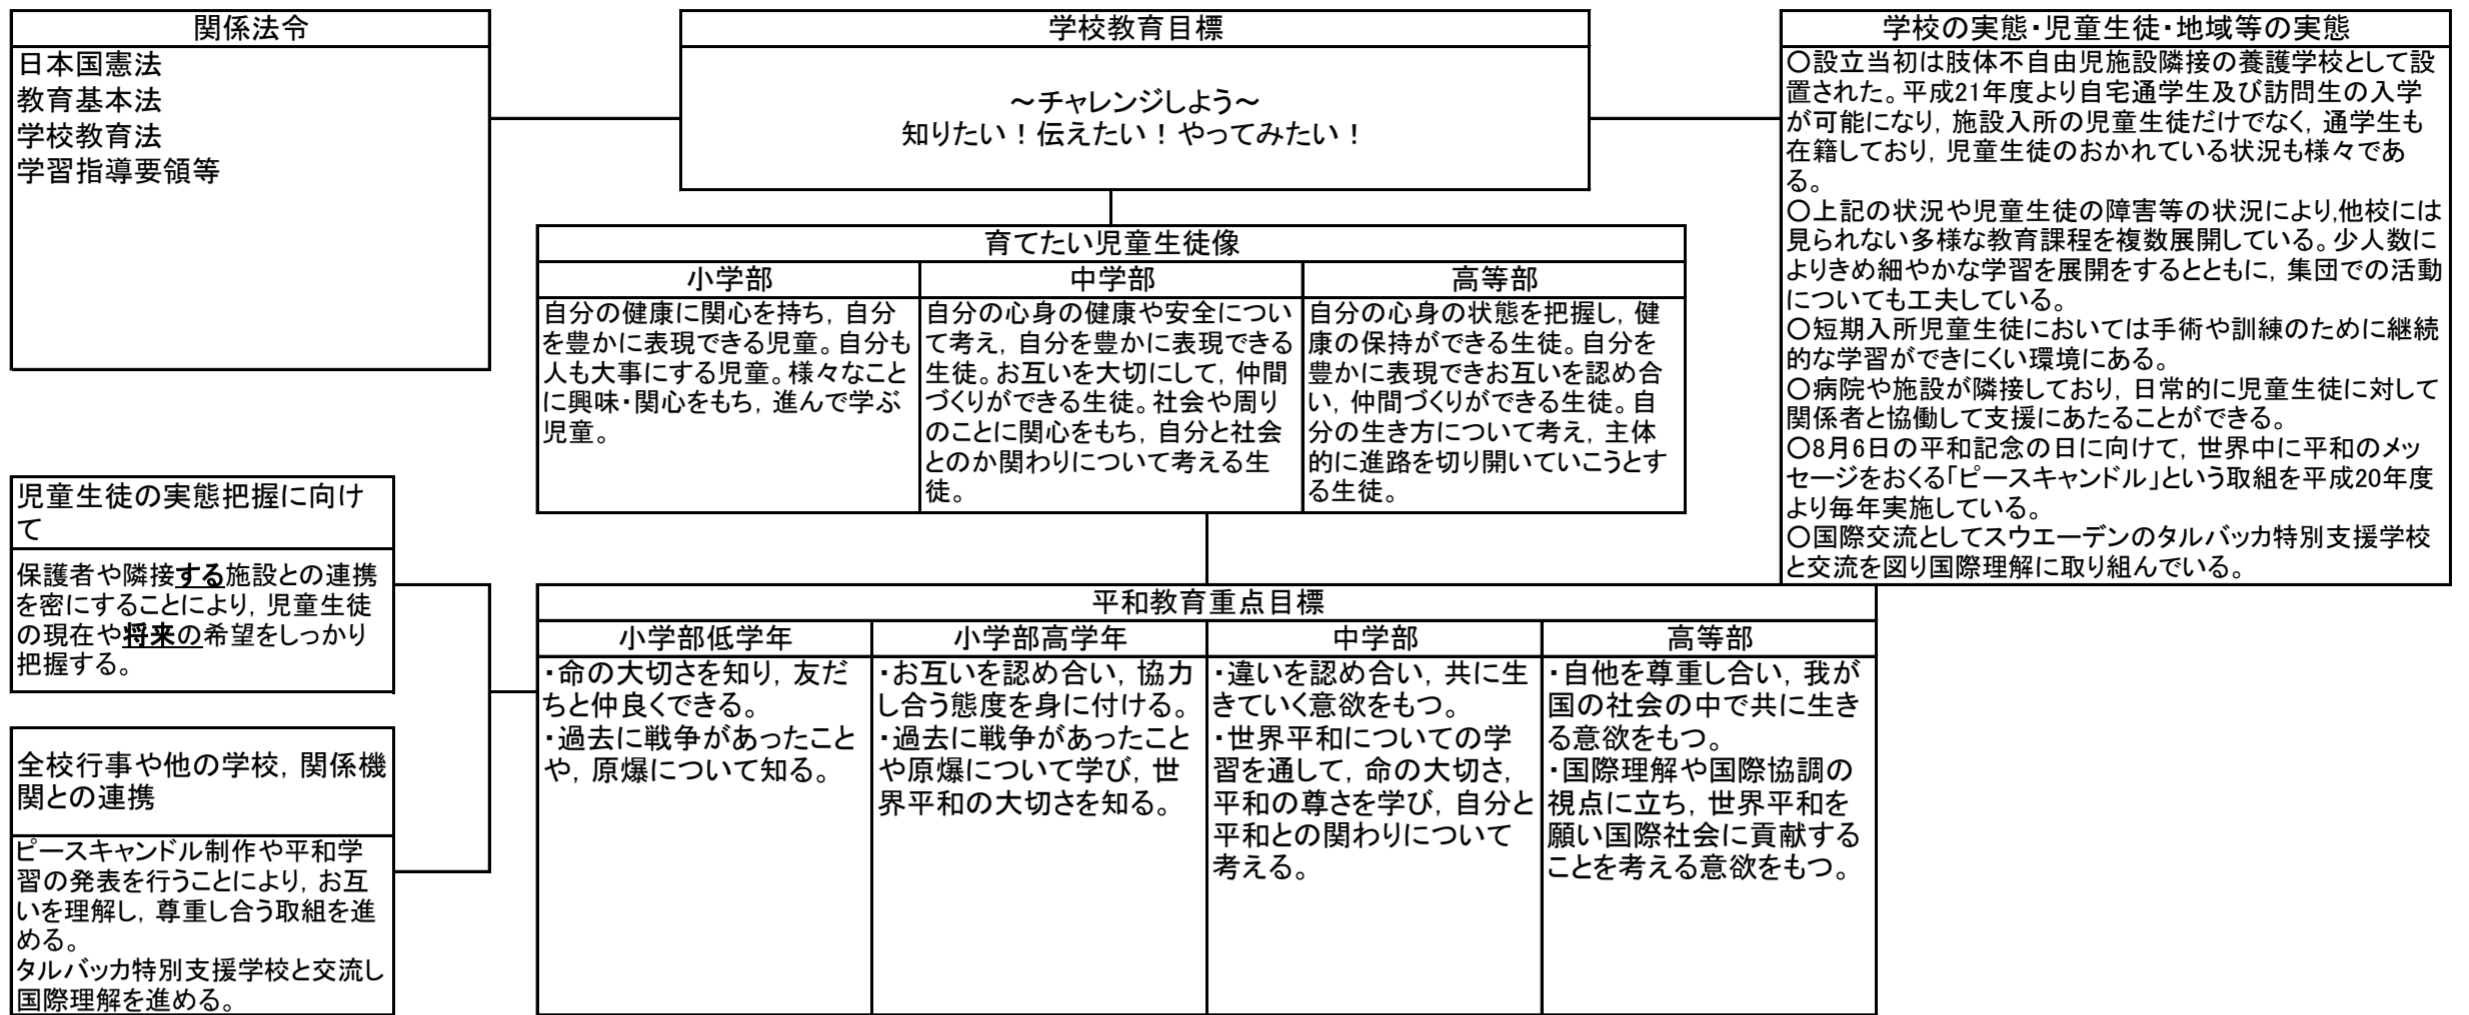 関係法令
日本国憲法
教育基本法
学校教育法
学習指導要領等
学校教育目標
～チャレンジしよう～
知りたい！伝えたい！やってみたい！
学校の実態・児童生徒・地域等の実態
○設立当初は肢体不自由児施設隣接の養護学校として設
置された。平成21年度より自宅通学生及び訪問生の入学
が可能になり，施設入所の児童生徒だけでなく，通学生も
在籍しており，児童生徒のおかれている状況も様々であ
る。
○上記の状況や児童生徒の障害等の状況により,他校には
見られない多様な教育課程を複数展開している。少人数に
よりきめ細やかな学習を展開をするとともに，集団での活動
についても工夫している。
○短期入所児童生徒においては手術や訓練のために継続
的な学習ができにくい環境にある。
○病院や施設が隣接しており，日常的に児童生徒に対して
関係者と協働して支援にあたることができる。
○8月6日の平和記念の日に向けて，世界中に平和のメッ
セージをおくる「ピースキャンドル」という取組を平成20年度
より毎年実施している。
○国際交流としてスウエーデンのタルバッカ特別支援学校
と交流を図り国際理解に取り組んでいる。
育てたい児童生徒像
小学部
自分の健康に関心を持ち，自分
を豊かに表現できる児童。自分も
人も大事にする児童。様々なこと
に興味・関心をもち，進んで学ぶ
児童。
中学部
自分の心身の健康や安全につい
て考え，自分を豊かに表現できる
生徒。お互いを大切にして，仲間
づくりができる生徒。社会や周り
のことに関心をもち，自分と社会
とのか関わりについて考える生
徒。
高等部
自分の心身の状態を把握し，健
康の保持ができる生徒。自分を
豊かに表現できお互いを認め合
い，仲間づくりができる生徒。自
分の生き方について考え，主体
的に進路を切り開いていこうとす
る生徒。
児童生徒の実態把握に向け
て
保護者や隣接する施設との連携
を密にすることにより，児童生徒
の現在や将来の希望をしっかり
把握する。
全校行事や他の学校，関係機
関との連携
ピースキャンドル制作や平和学
習の発表を行うことにより，お互
いを理解し，尊重し合う取組を進
める。
タルバッカ特別支援学校と交流し
国際理解を進める。
平和教育重点目標
小学部低学年
・命の大切さを知り，友だ
ちと仲良くできる。
・過去に戦争があったこと
や，原爆について知る。
小学部高学年
・お互いを認め合い，協力
し合う態度を身に付ける。
・過去に戦争があったこと
や原爆について学び，世
界平和の大切さを知る。
中学部
・違いを認め合い，共に生
きていく意欲をもつ。
・世界平和についての学
習を通して，命の大切さ，
平和の尊さを学び，自分と
平和との関わりについて
考える。
高等部
・自他を尊重し合い，我が
国の社会の中で共に生き
る意欲をもつ。
・国際理解や国際協調の
視点に立ち，世界平和を
願い国際社会に貢献する
ことを考える意欲をもつ。